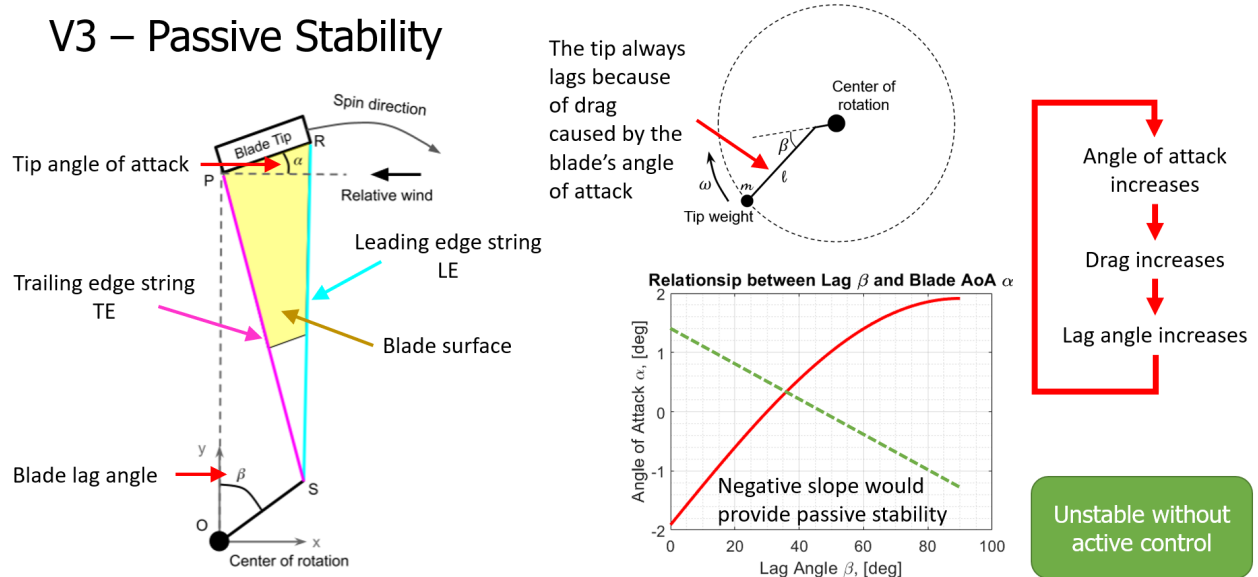 V3 – Passive Stability
Spin direction
Blade Tip
R
Tip angle of attack
α
P
Relative wind
Leading edge string
LE
Trailing edge string
TE
Blade surface
y
Blade lag angle
β
S
O
x
Center of rotation
The tip always
lags because
of drag
caused by the
blade's angle
of attack
Center of
rotation
β
ℓ
ω
m
Tip weight
Relationsip between Lag β and Blade AoA α
Angle of Attack α, [deg]
2
1
0
-1
-2
Negative slope would
provide passive stability
0
20
40
60
80
100
Lag Angle β, [deg]
Angle of attack
increases
Drag increases
Lag angle increases
Unstable without
active control